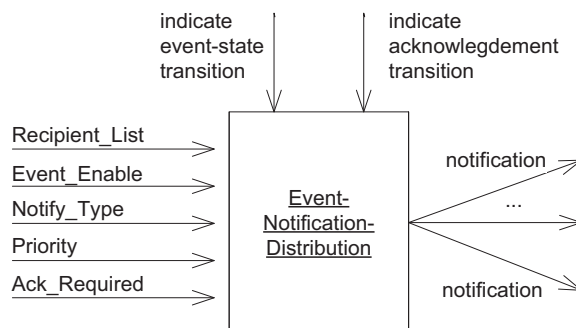 indicate
event-state
transition
indicate
acknowlegdement
transition
Recipient_List
Event_Enable
Notify_Type
Priority
Ack_Required
Event-
Notification-
Distribution
notification
...
notification